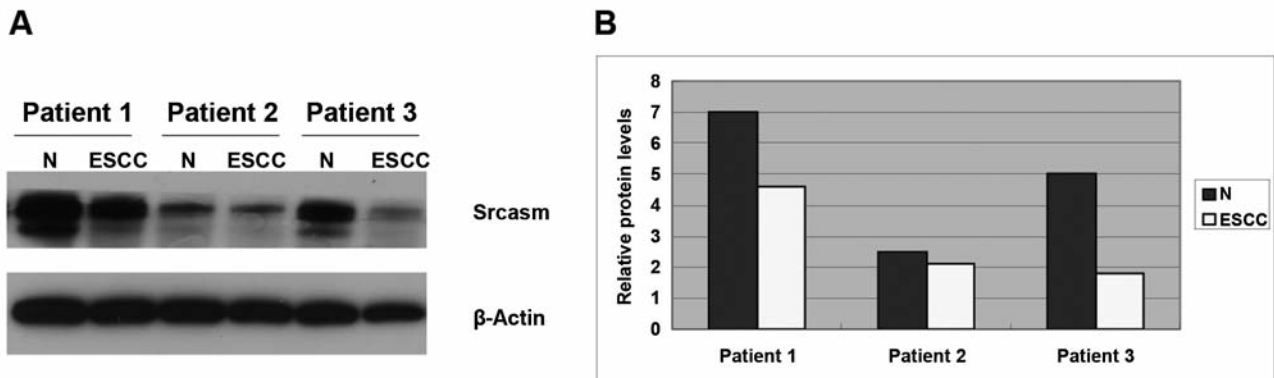 A
Patient 1 Patient 2 Patient 3
N ESCC N ESCC N ESCC
Srcasm
β-Actin
B
Relative protein levels
8
7
6
5
4
3
2
1
0
Patient 1 Patient 2 Patient 3
N
ESCC